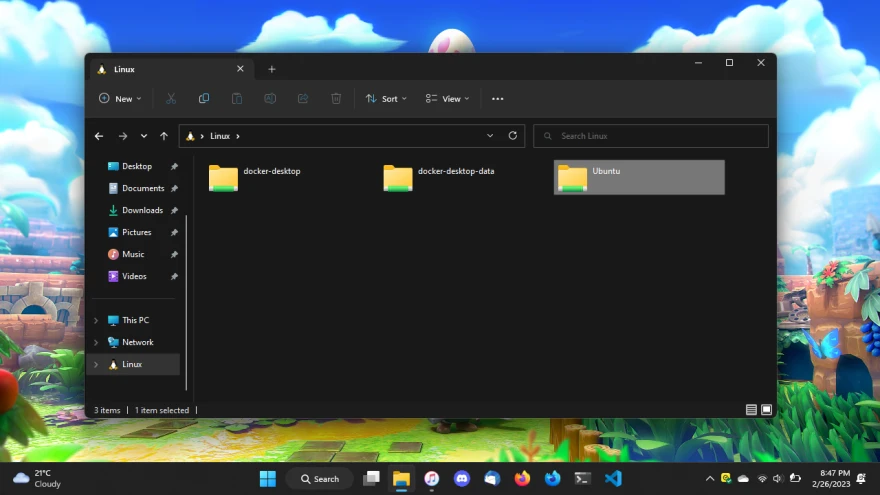 Linux
New
Sort
View
Linux
Search Linux
Desktop
Documents
Downloads
Pictures
Music
Videos
This PC
Network
Linux
docker-desktop
docker-desktop-data
Ubuntu
3 items
1 item selected
21°C
Cloudy
Search
8:47 PM
2/26/2023